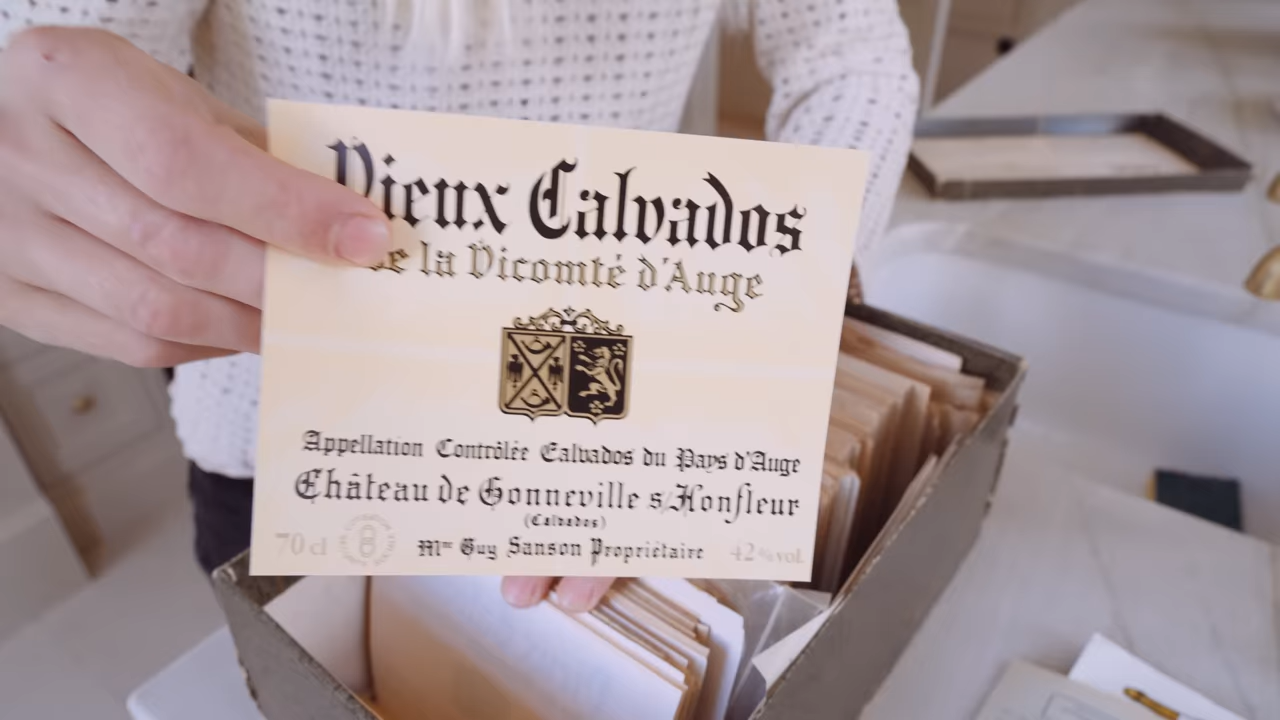 Vieux Calvados
de la Vicomté d'Auge
Appellation Contrôlée Calvados du Pays d'Auge
Château de Gonneville s/Honfleur
(Calvados)
70 cl
Mme Guy Sanson Propriétaire
42 % vol.